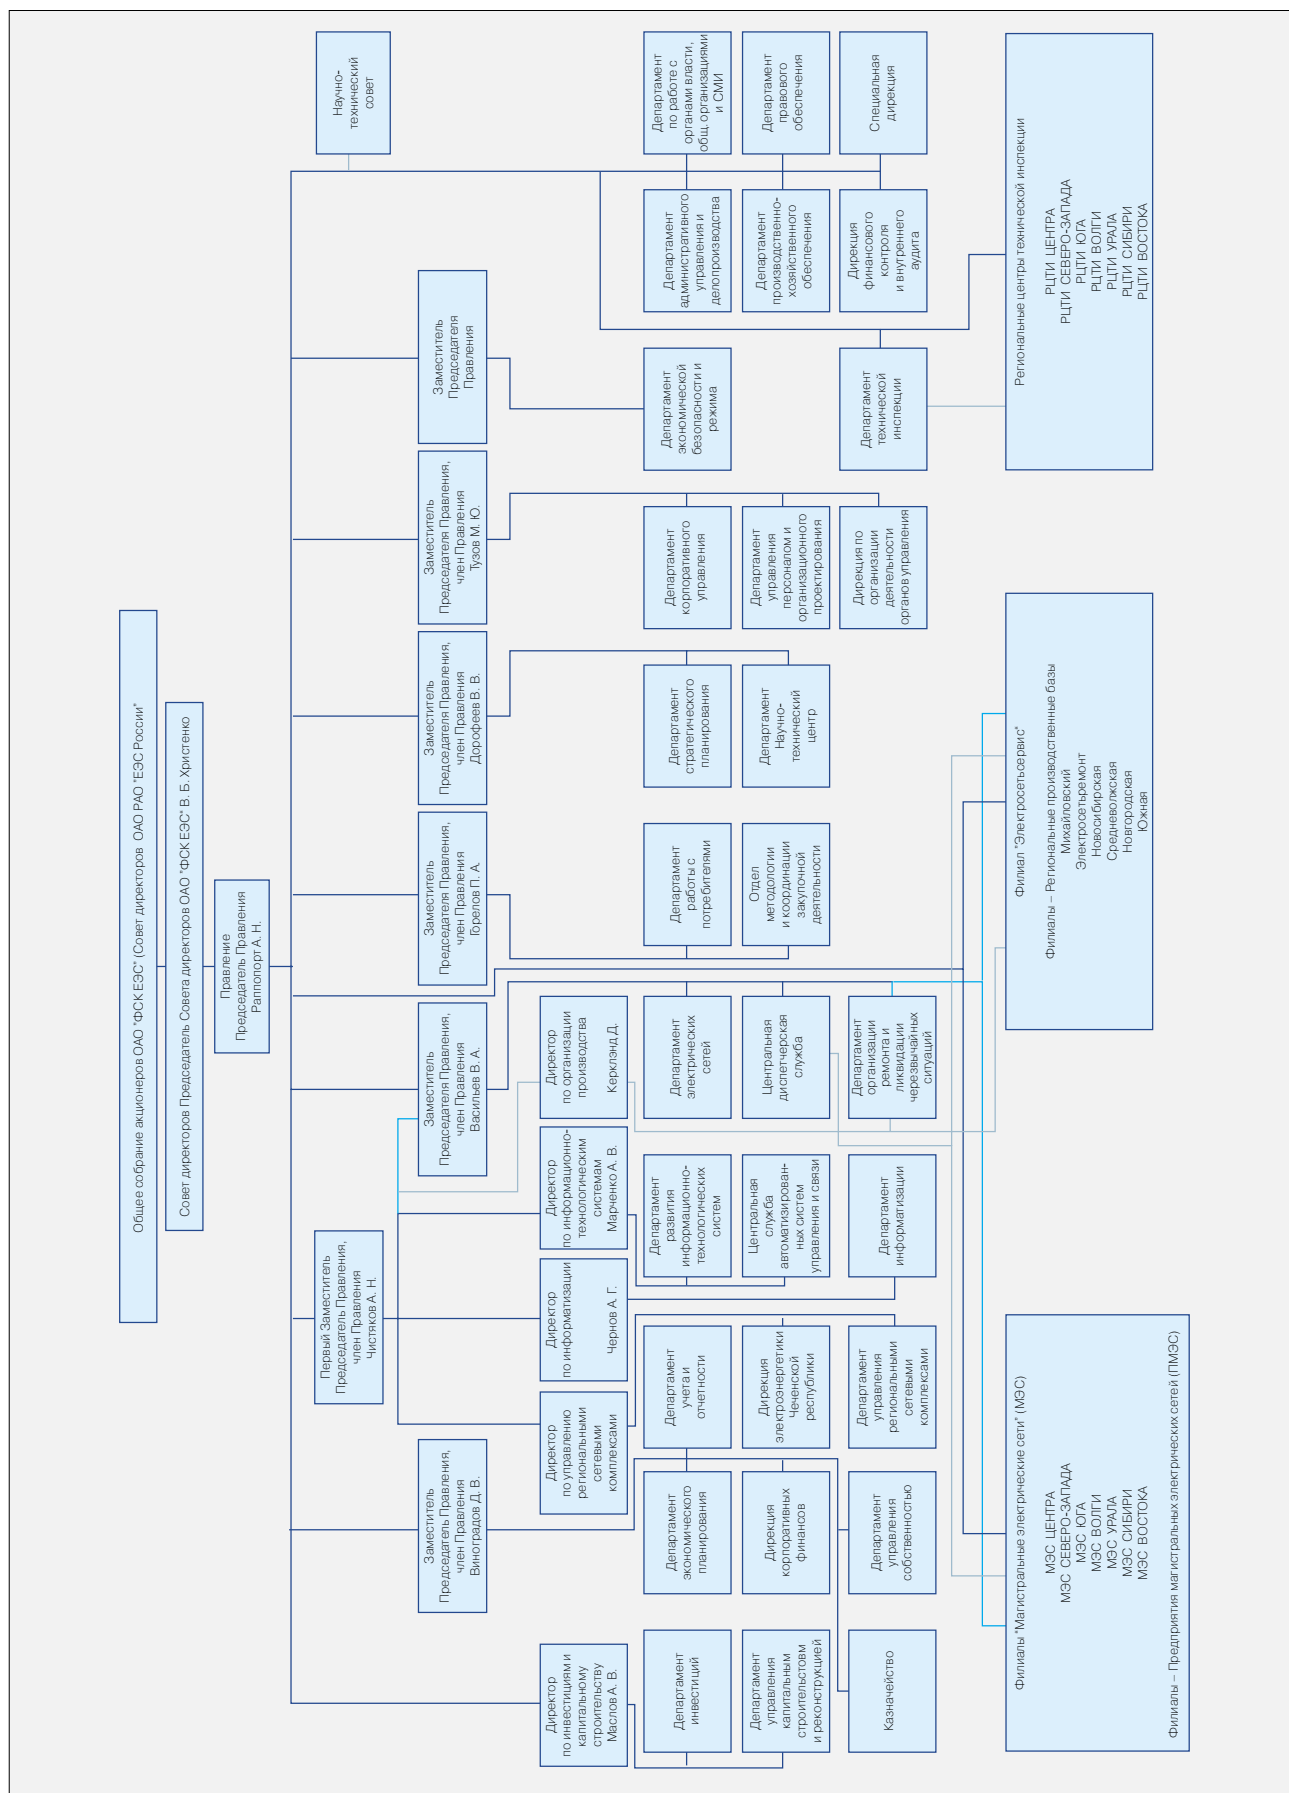 Общее собрание акционеров ОАО "ФСК ЕЭС" (Совет директоров ОАО РАО "ЕЭС России"
Совет директоров Председатель Совета директоров ОАО "ФСК ЕЭС" В. Б. Христенко
Правление
Председатель Правления
Раппопорт А. Н.
Научно-
технический
совет
Первый Заместитель
Председатель Правления,
член Правления
Чистяков А. Н.
Заместитель
Председатель Правления,
член Правления
Виноградов Д. В.
Заместитель
Председателя Правления,
член Правления
Васильев В. А.
Заместитель
Председателя Правления,
член Правления
Горелов П. А.
Заместитель
Председателя Правления,
член Правления
Дорофеев В. В.
Заместитель
Председателя Правления,
член Правления
Тузов М. Ю.
Заместитель
Председателя
Правления
Директор
по инвестициям и
капитальному
строительству
Маслов А. В.
Директор
по управлению
региональными
сетевыми
комплексами
Директор
по информатизации
Чернов А. Г.
Директор
по информационно-
технологическим
системам
Марченко А. В.
Директор
по организации
производства
Керклэнд Д.
Департамент
инвестиций
Департамент
экономического
планирования
Департамент
учета и
отчетности
Департамент
развития
информационно-
технологических
систем
Департамент
электрических
сетей
Департамент
работы с
потребителями
Департамент
стратегического
планирования
Департамент
корпоративного
управления
Департамент
экономической
безопасности и
режима
Департамент
административного
управления и
делопроизводства
Департамент
по работе с
органами власти,
общ. организациями
и СМИ
Департамент
управления
капитальным
строительстовм
и реконструкцией
Дирекция
корпоративных
финансов
Дирекция
электроэнергетики
Чеченской
республики
Центральная
служба
автоматизирован-
ных систем
управления и связи
Центральная
диспетчерская
служба
Отдел
методологии
и координации
закупочной
деятельности
Департамент
Научно-
технический
центр
Департамент
управления
персоналом и
организационного
проектирования
Департамент
производственно-
хозяйственного
обеспечения
Департамент
правового
обеспечения
Казначейство
Департамент
управления
собственностью
Департамент
управления
региональными
сетевыми
комплексами
Департамент
информатизации
Департамент
организации
ремонта и
ликвидации
черезвычайных
ситуаций
Дирекция по
организации
деятельности
органов управления
Департамент
технической
инспекции
Дирекция
финансового
контроля
и внутреннего
аудита
Специальная
дирекция
Филиалы "Магистральные электрические сети" (МЭС)
МЭС ЦЕНТРА
МЭС СЕВЕРО-ЗАПАДА
МЭС ЮГА
МЭС ВОЛГИ
МЭС УРАЛА
МЭС СИБИРИ
МЭС ВОСТОКА
Филиалы – Предприятия магистральных электрических сетей (ПМЭС)
Филиал "Электросетьсервис"
Филиалы – Региональные производственные базы
Михайловский
Электросетьремонт
Новосибирская
Средневолжская
Новгородская
Южная
Региональные центры технической инспекции
РЦТИ ЦЕНТРА
РЦТИ СЕВЕРО-ЗАПАДА
РЦТИ ЮГА
РЦТИ ВОЛГИ
РЦТИ УРАЛА
РЦТИ СИБИРИ
РЦТИ ВОСТОКА